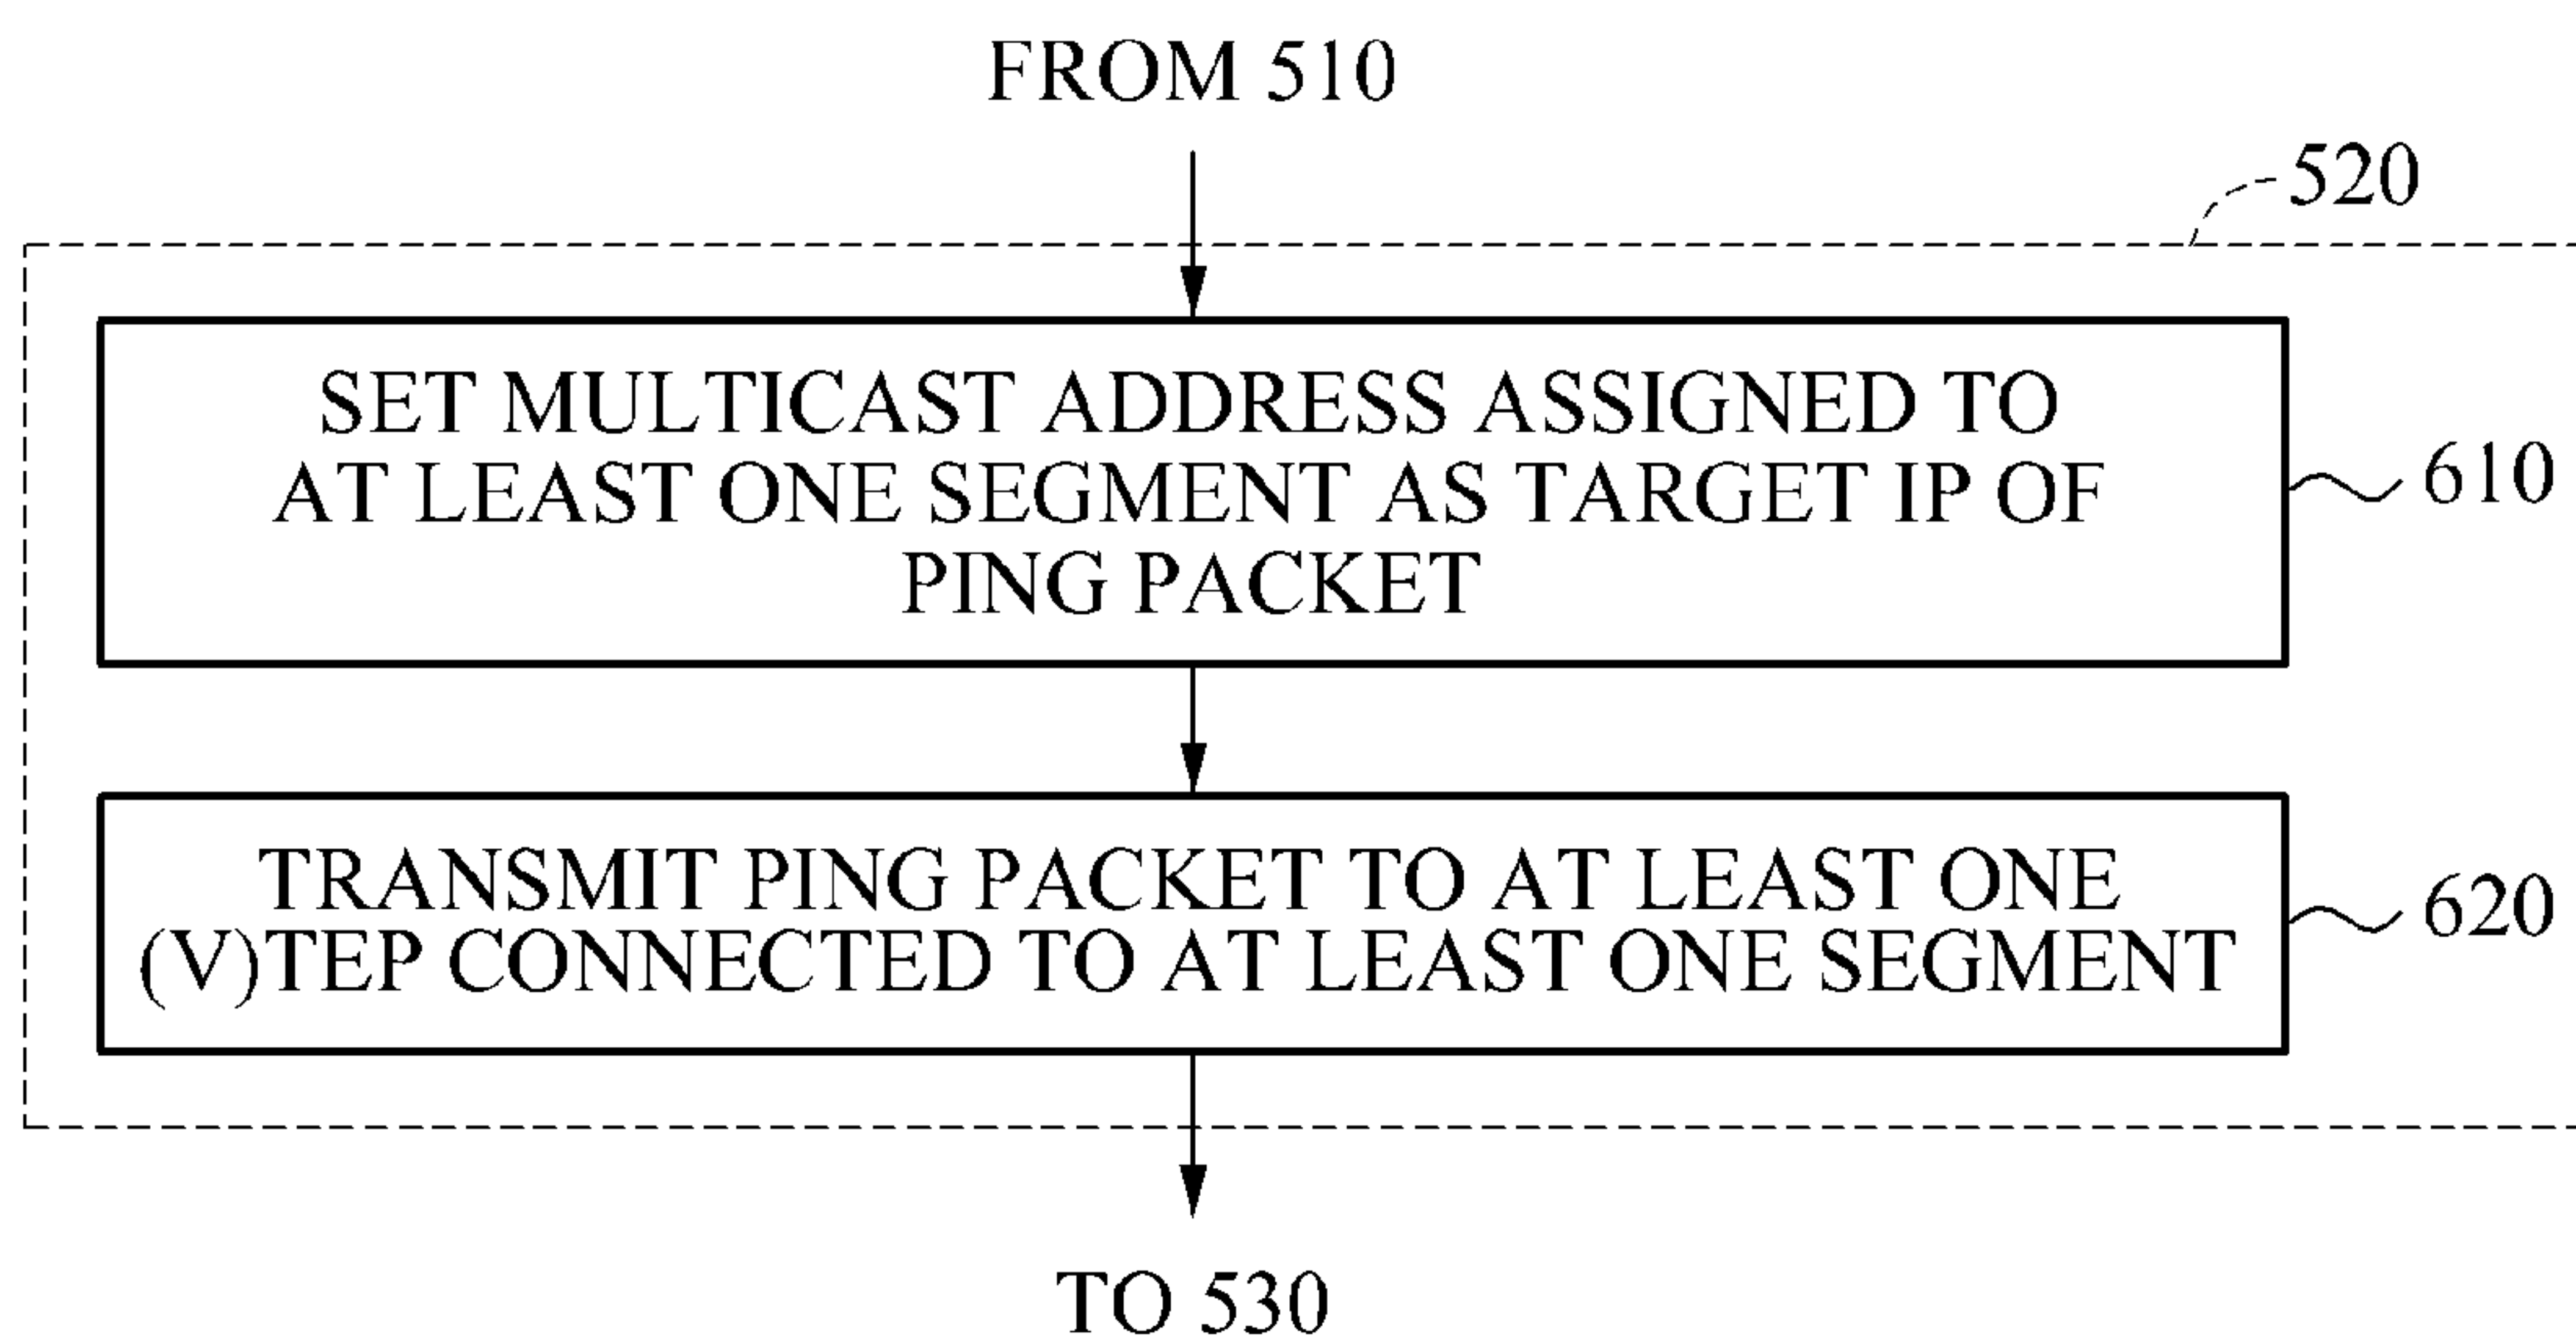 FROM 510
520
SET MULTICAST ADDRESS ASSIGNED TO
AT LEAST ONE SEGMENT AS TARGET IP OF
PING PACKET
610
TRANSMIT PING PACKET TO AT LEAST ONE
(V)TEP CONNECTED TO AT LEAST ONE SEGMENT
620
TO 530